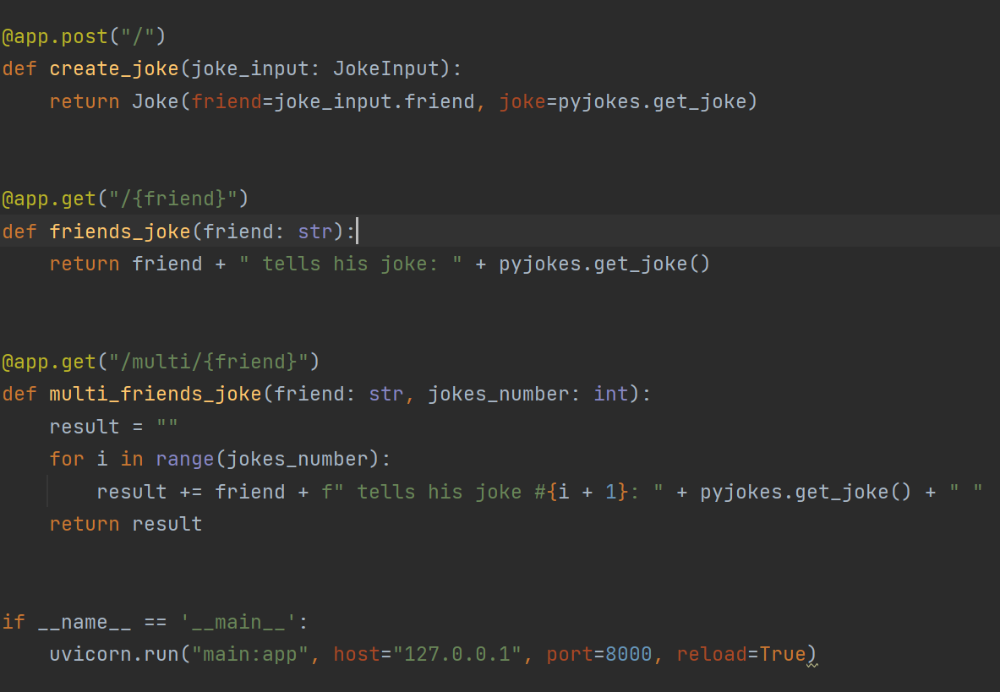 @app.post("/")
def create_joke(joke_input: JokeInput):
    return Joke(friend=joke_input.friend, joke=pyjokes.get_joke)
@app.get("/{friend}")
def friends_joke(friend: str):
    return friend + " tells his joke: " + pyjokes.get_joke()
@app.get("/multi/{friend}")
def multi_friends_joke(friend: str, jokes_number: int):
    result = ""
    for i in range(jokes_number):
        result += friend + f" tells his joke #{i + 1}: " + pyjokes.get_joke() + " "
    return result
if __name__ == '__main__':
    uvicorn.run("main:app", host="127.0.0.1", port=8000, reload=True)